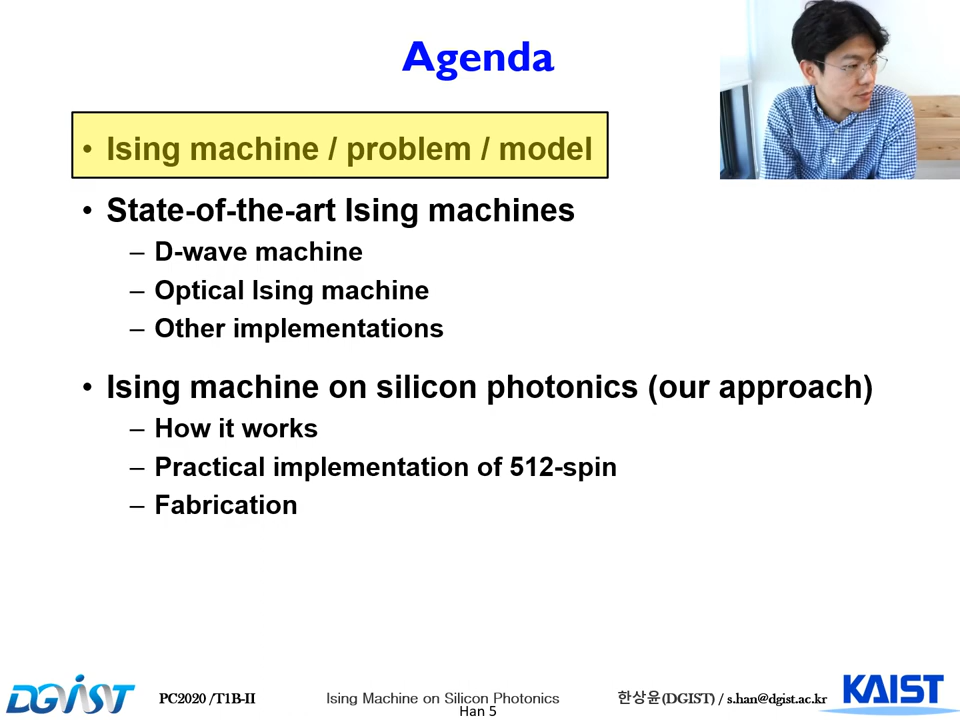 Agenda
• Ising machine / problem / model
• State-of-the-art Ising machines
– D-wave machine
– Optical Ising machine
– Other implementations
• Ising machine on silicon photonics (our approach)
– How it works
– Practical implementation of 512-spin
– Fabrication
DGIST
PC2020 /T1B-II
Ising Machine on Silicon Photonics
Han 5
한상윤(DGIST) / s.han@dgist.ac.kr
KAIST